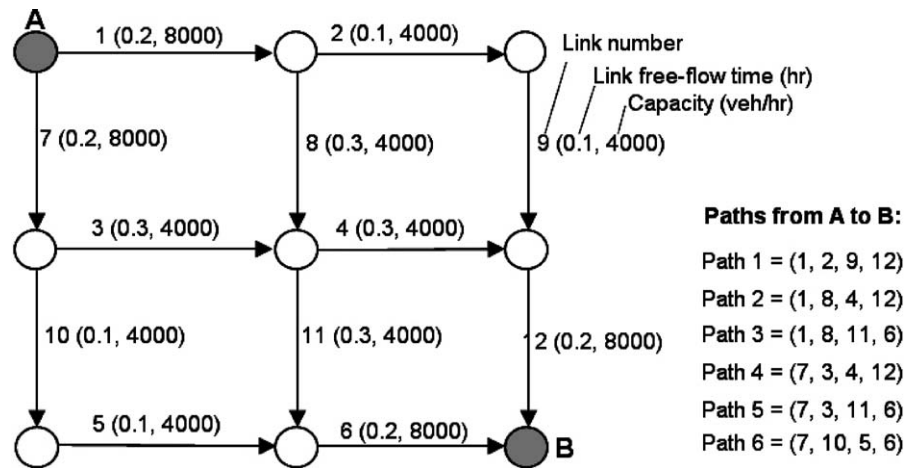 A
1 (0.2, 8000)
2 (0.1, 4000)
Link number
Link free-flow time (hr)
Capacity (veh/hr)
7 (0.2, 8000)
8 (0.3, 4000)
9 (0.1, 4000)
3 (0.3, 4000)
4 (0.3, 4000)
10 (0.1, 4000)
11 (0.3, 4000)
12 (0.2, 8000)
5 (0.1, 4000)
6 (0.2, 8000)
B
Paths from A to B:
Path 1 = (1, 2, 9, 12)
Path 2 = (1, 8, 4, 12)
Path 3 = (1, 8, 11, 6)
Path 4 = (7, 3, 4, 12)
Path 5 = (7, 3, 11, 6)
Path 6 = (7, 10, 5, 6)